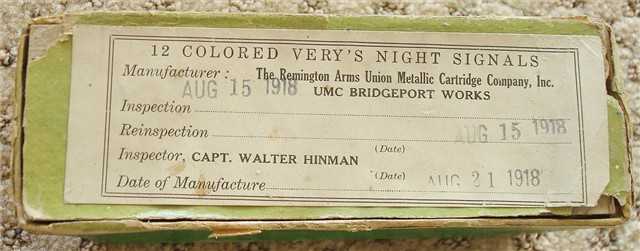 12 COLORED VERY'S NIGHT SIGNALS
Manufacturer: The Remington Arms Union Metallic Cartridge Company, Inc.
AUG 15 1918 UMC BRIDGEPORT WORKS
Inspection
Reinspection AUG 15 1918
(Date)
Inspector, CAPT. WALTER HINMAN
(Date)
Date of Manufacture AUG 21 1918